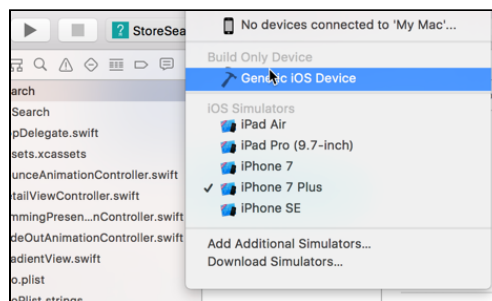 No devices connected to 'My Mac'...
StoreSea
Build Only Device
Generic iOS Device
arch
iOS Simulators
Search
iPad Air
pDelegate.swift
iPad Pro (9.7-inch)
sets.xcassets
iPhone 7
unceAnimationController.swift
iPhone 7 Plus
tailViewController.swift
iPhone SE
mmingPresen...nController.swift
deOutAnimationController.swift
Add Additional Simulators...
adientView.swift
Download Simulators...
o.plist
oPlist.strings